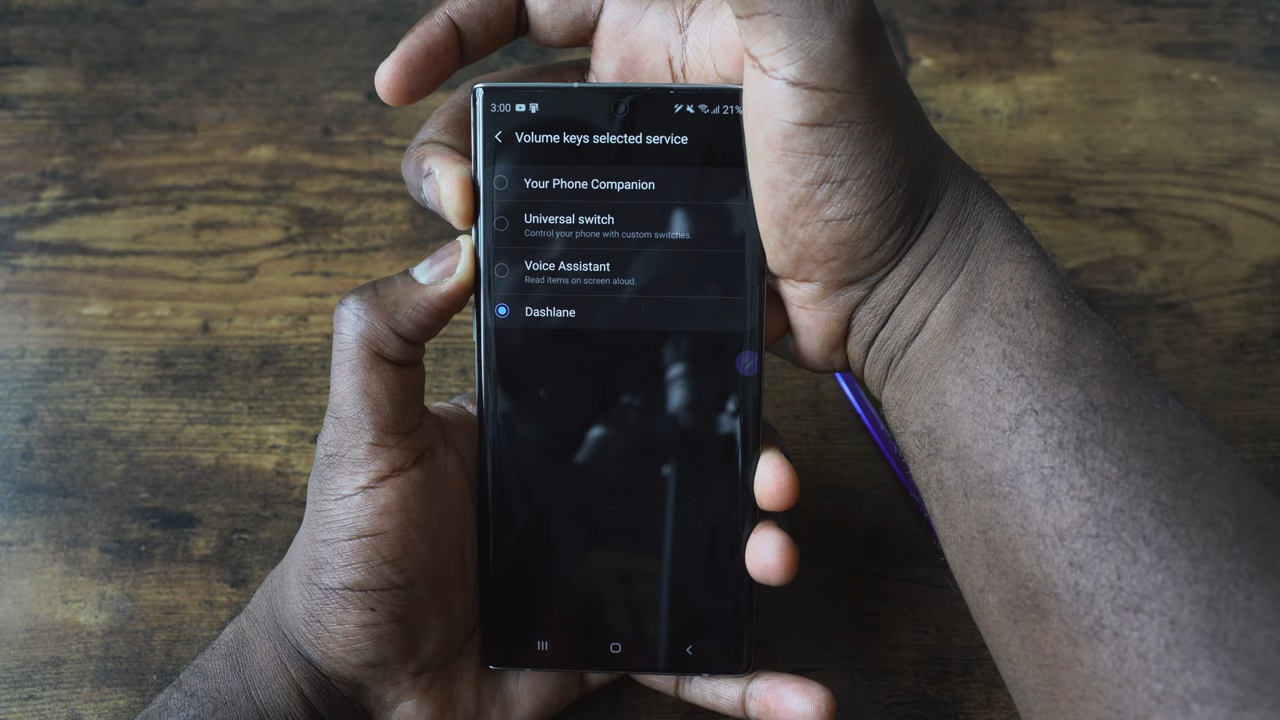 3:00 21%
Volume keys selected service
Your Phone Companion
Universal switch
Control your phone with custom switches.
Voice Assistant
Read items on screen aloud.
Dashlane